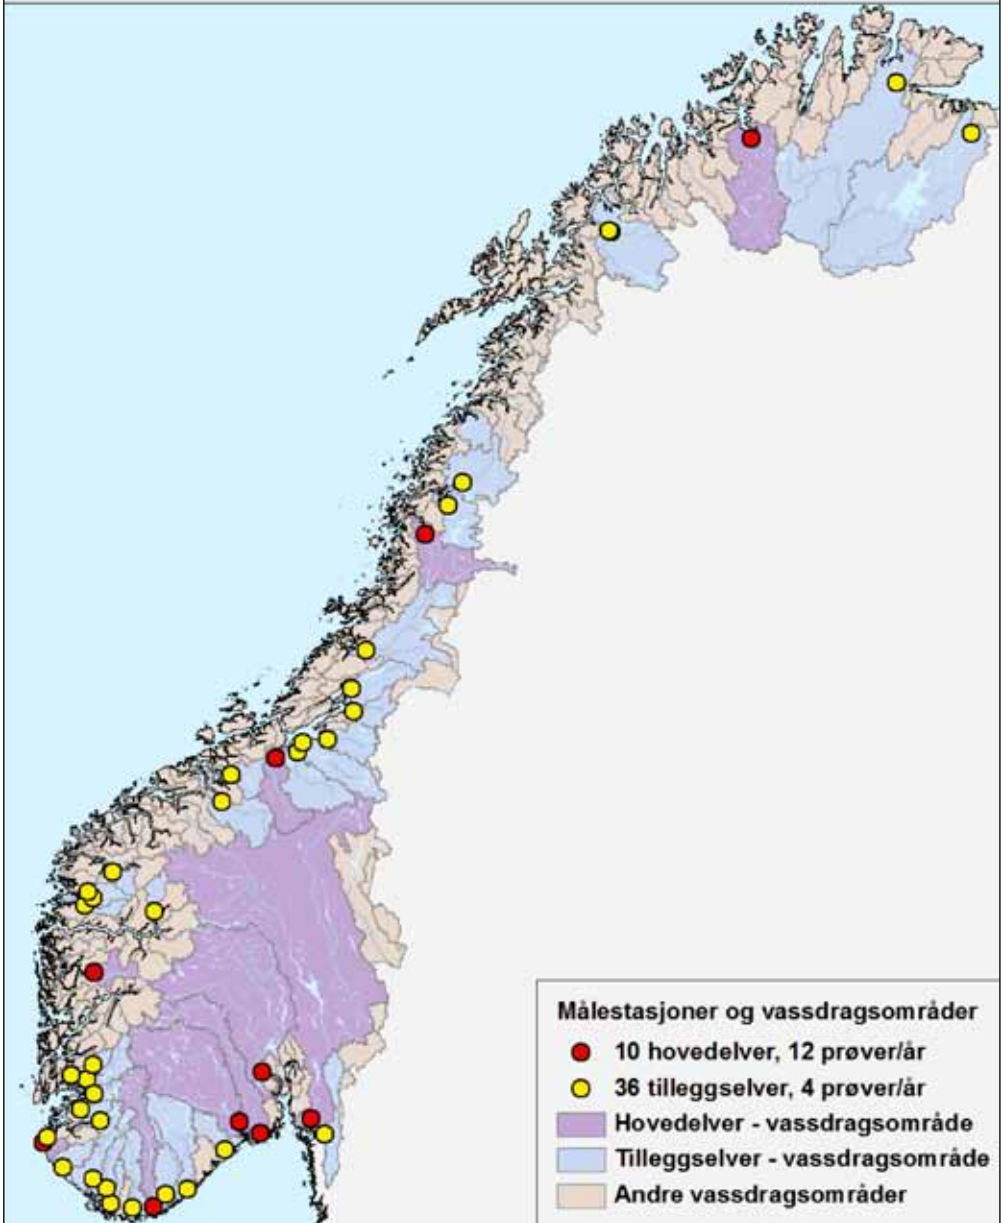 Målestasjoner og vassdragsområder
10 hovedelver, 12 prøver/år
36 tilleggselver, 4 prøver/år
Hovedelver - vassdragsområde
Tilleggselver - vassdragsområde
Andre vassdragsområder